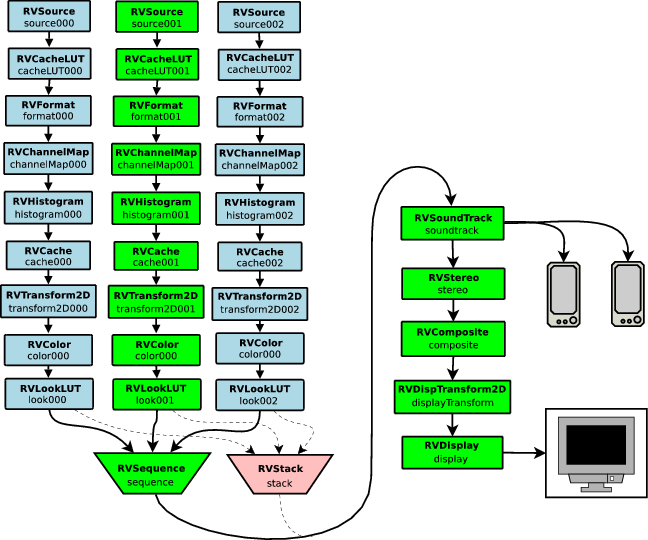 RVSource
source000
RVCacheLUT
cacheLUT000
RVFormat
format000
RVChannelMap
channelMap000
RVHistogram
histogram000
RVCache
cache000
RVTransform2D
transform2D000
RVColor
color000
RVLookLUT
look000
RVSource
source001
RVCacheLUT
cacheLUT001
RVFormat
format001
RVChannelMap
channelMap001
RVHistogram
histogram001
RVCache
cache001
RVTransform2D
transform2D001
RVColor
color000
RVLookLUT
look001
RVSource
source002
RVCacheLUT
cacheLUT002
RVFormat
format002
RVChannelMap
channelMap002
RVHistogram
histogram002
RVCache
cache002
RVTransform2D
transform2D002
RVColor
color000
RVLookLUT
look002
RVSequence
sequence
RVStack
stack
RVSoundTrack
soundtrack
RVStereo
stereo
RVComposite
composite
RVDispTransform2D
displayTransform
RVDisplay
display